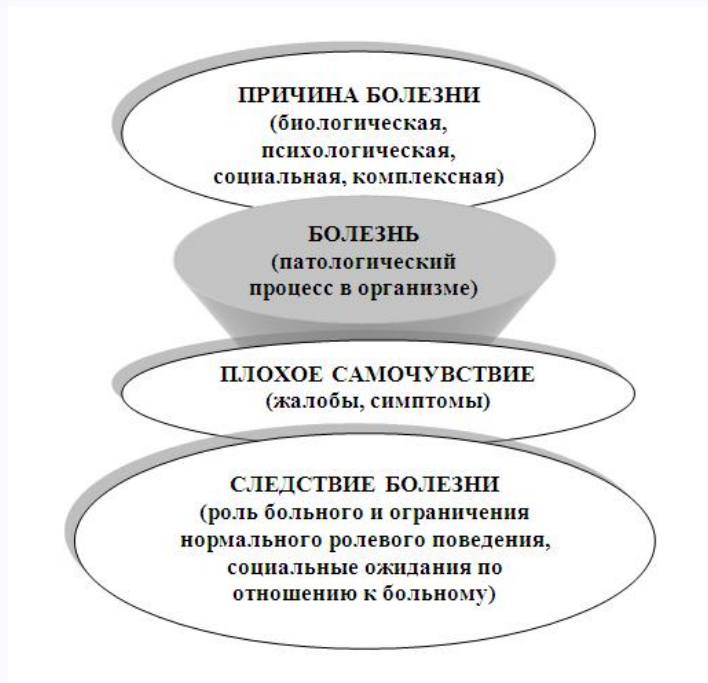 ПРИЧИНА БОЛЕЗНИ
(биологическая,
психологическая,
социальная, комплексная)
БОЛЕЗНЬ
(патологический
процесс в организме)
ПЛОХОЕ САМОЧУВСТВИЕ
(жалобы, симптомы)
СЛЕДСТВИЕ БОЛЕЗНИ
(роль больного и ограничения
нормального ролевого поведения,
социальные ожидания по
отношению к больному)